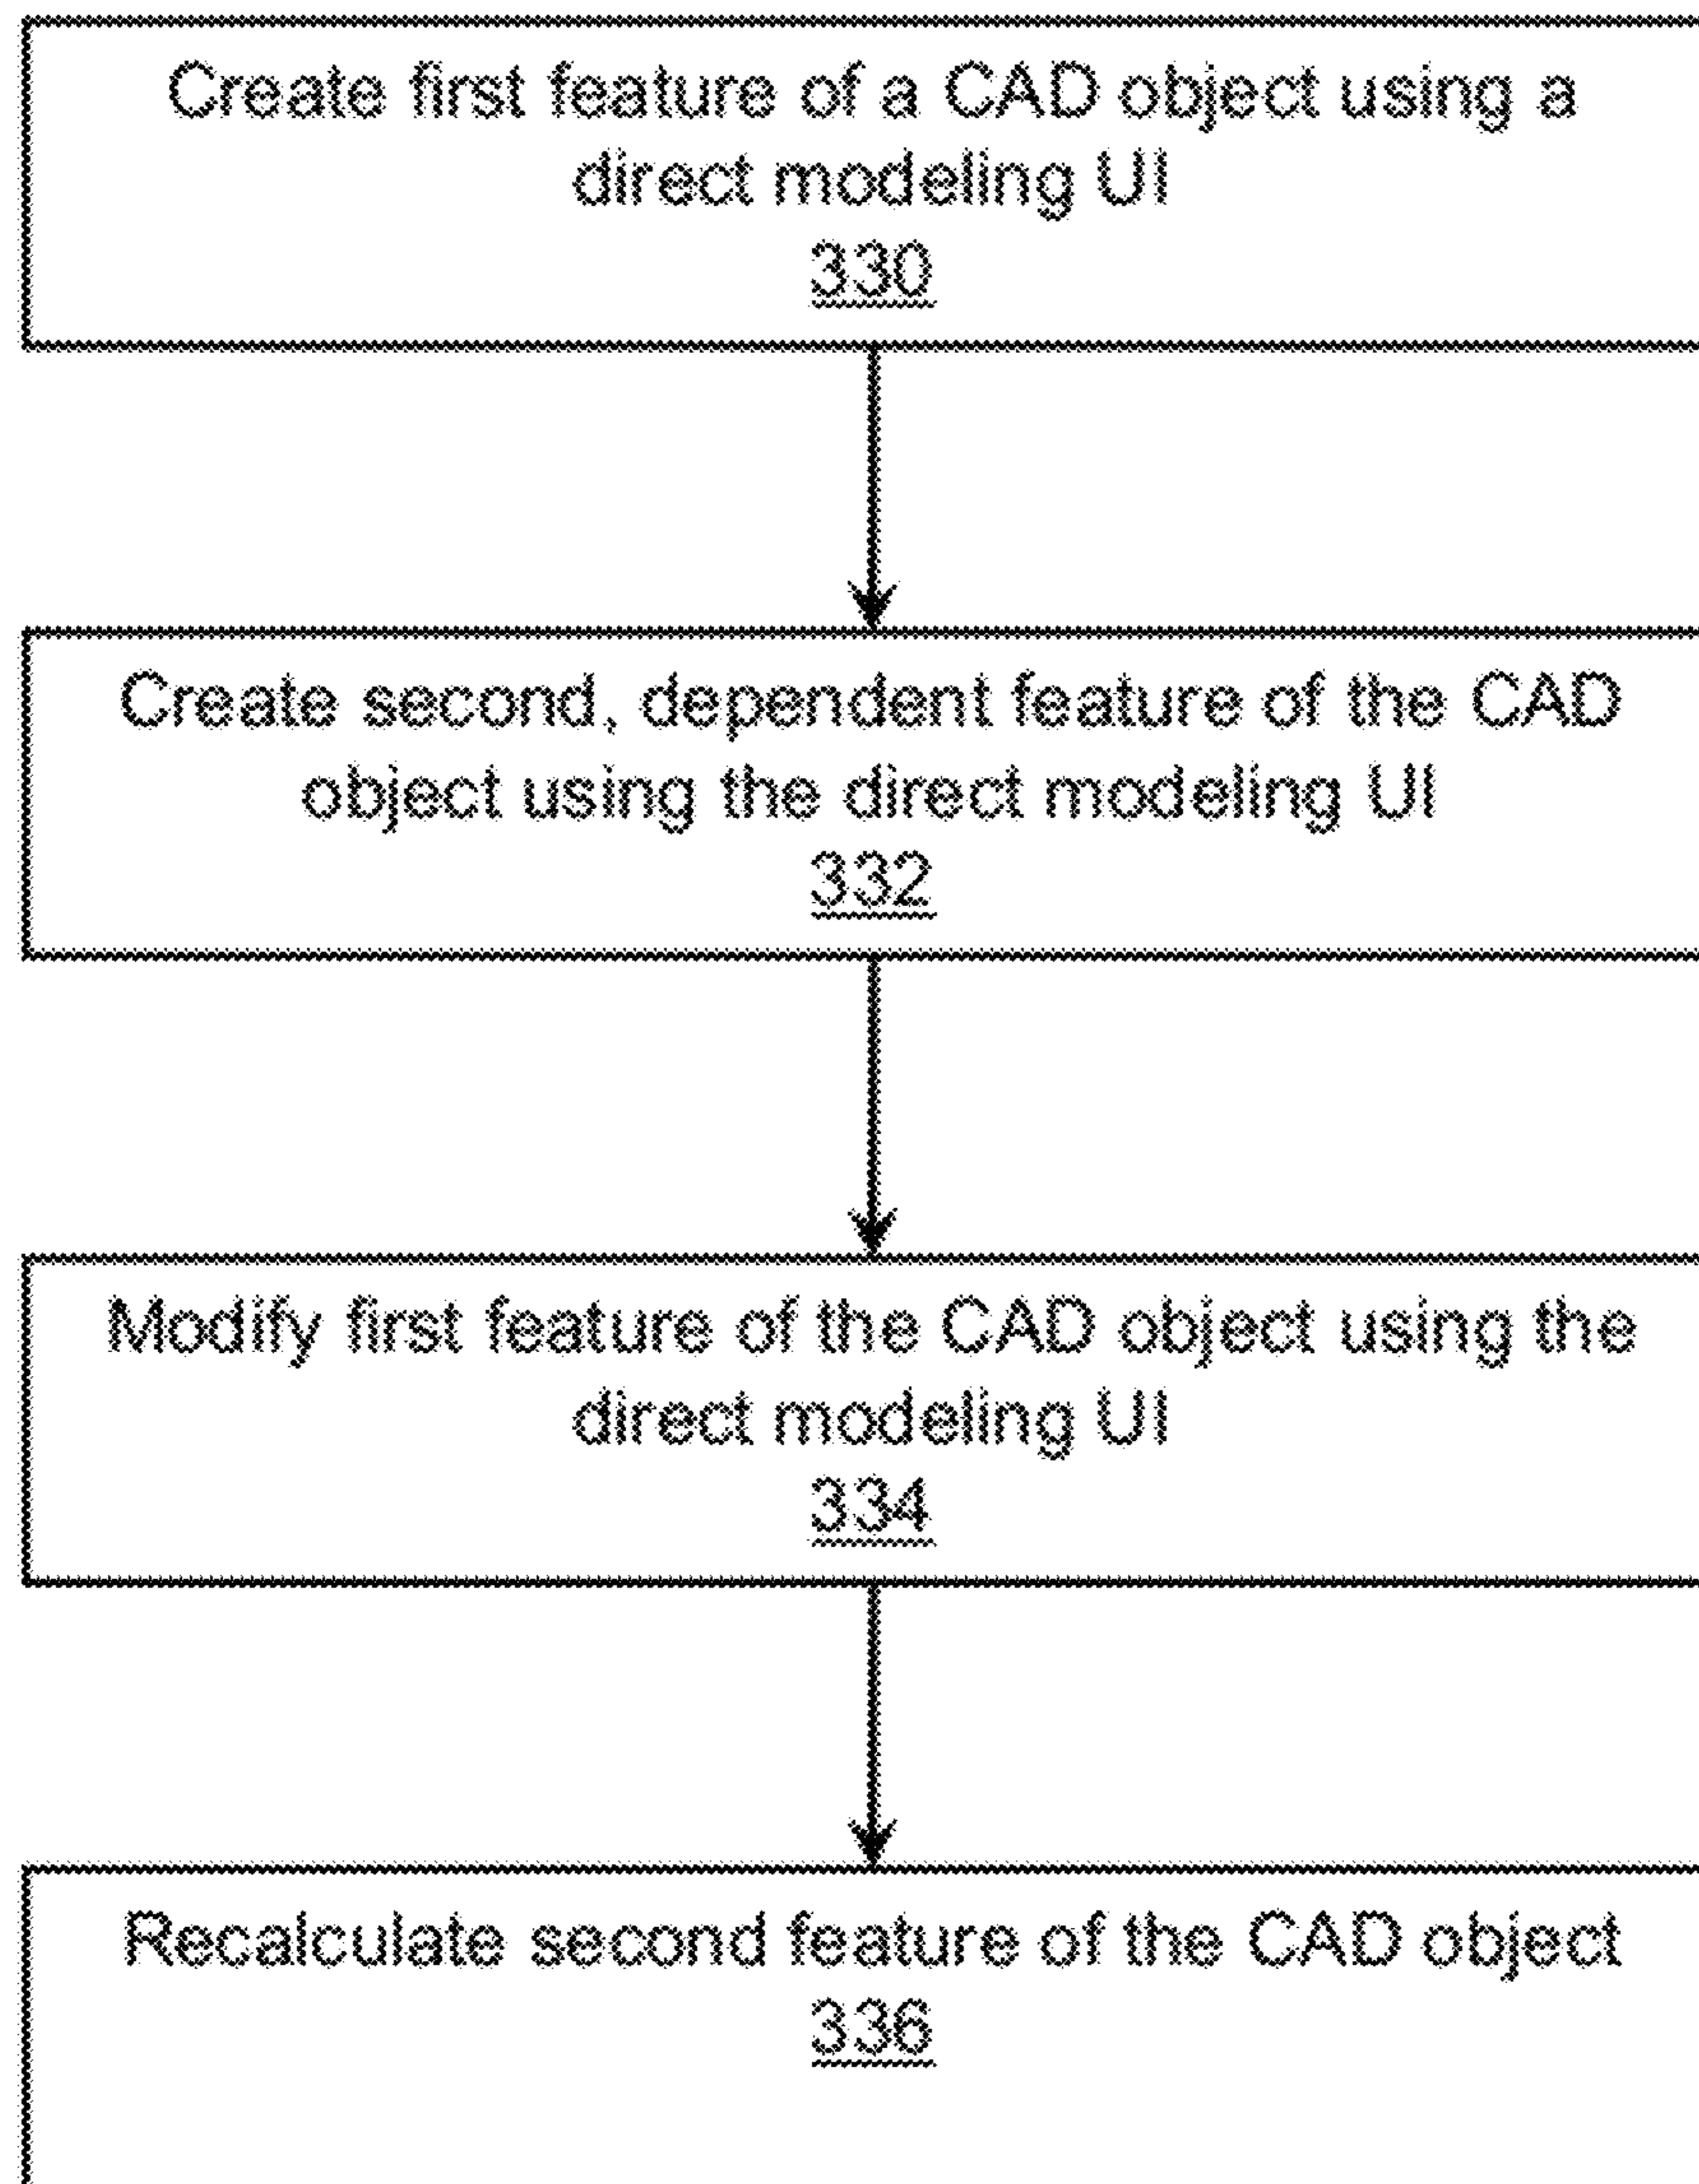 Create first feature of a CAD object using a
direct modeling UI
330
Create second, dependent feature of the CAD
object using the direct modeling UI
332
Modify first feature of the CAD object using the
direct modeling UI
334
Recalculate second feature of the CAD object
336